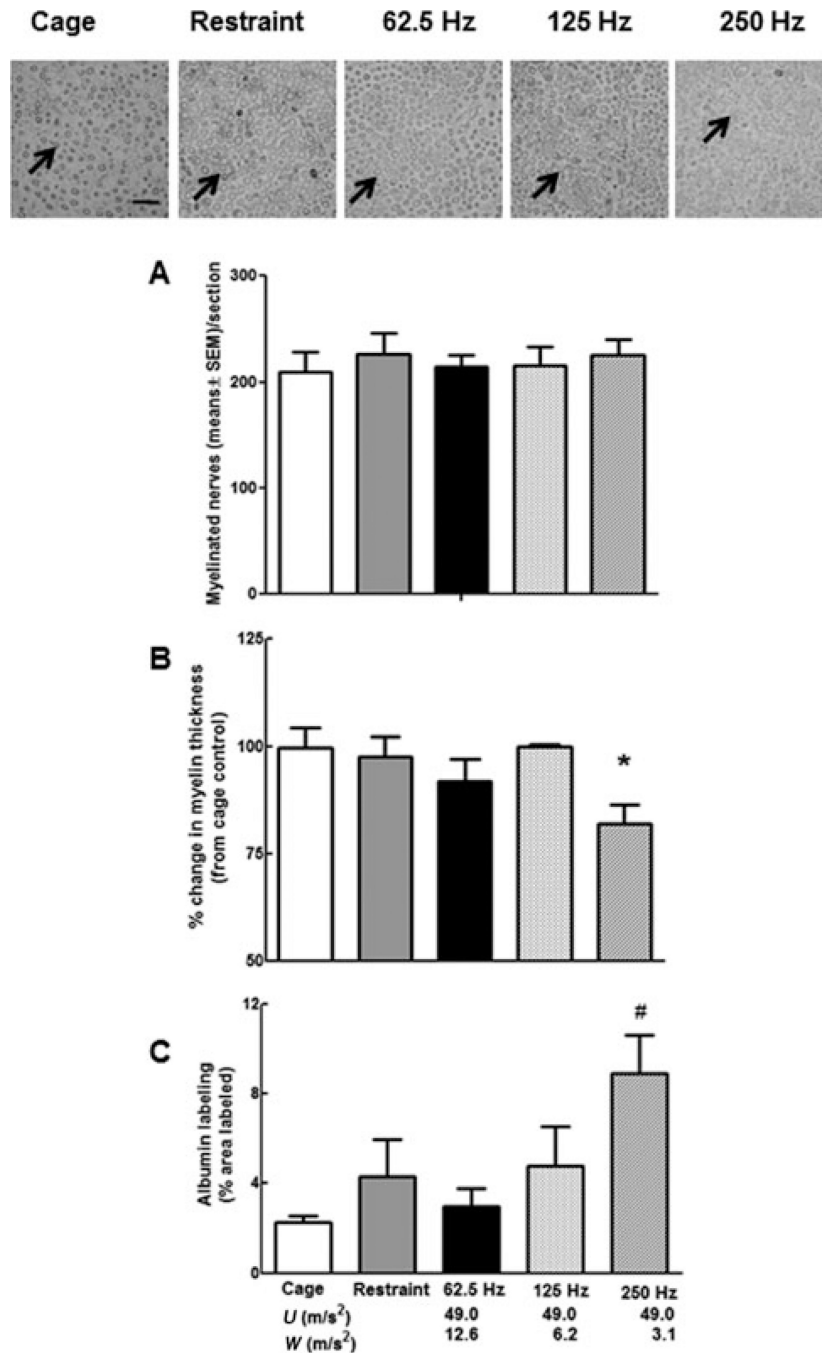 Cage Restraint 62.5 Hz 125 Hz 250 Hz
A
Myelinated nerves (means± SEM)/section
300
200
100
0
B
% change in myelin thickness
(from cage control)
125
100
75
50
*
C
Albumin labeling
(% area labeled)
12
8
4
0
#
Cage Restraint 62.5 Hz 125 Hz 250 Hz
U (m/s²) 49.0 49.0 49.0
W (m/s²) 12.6 6.2 3.1